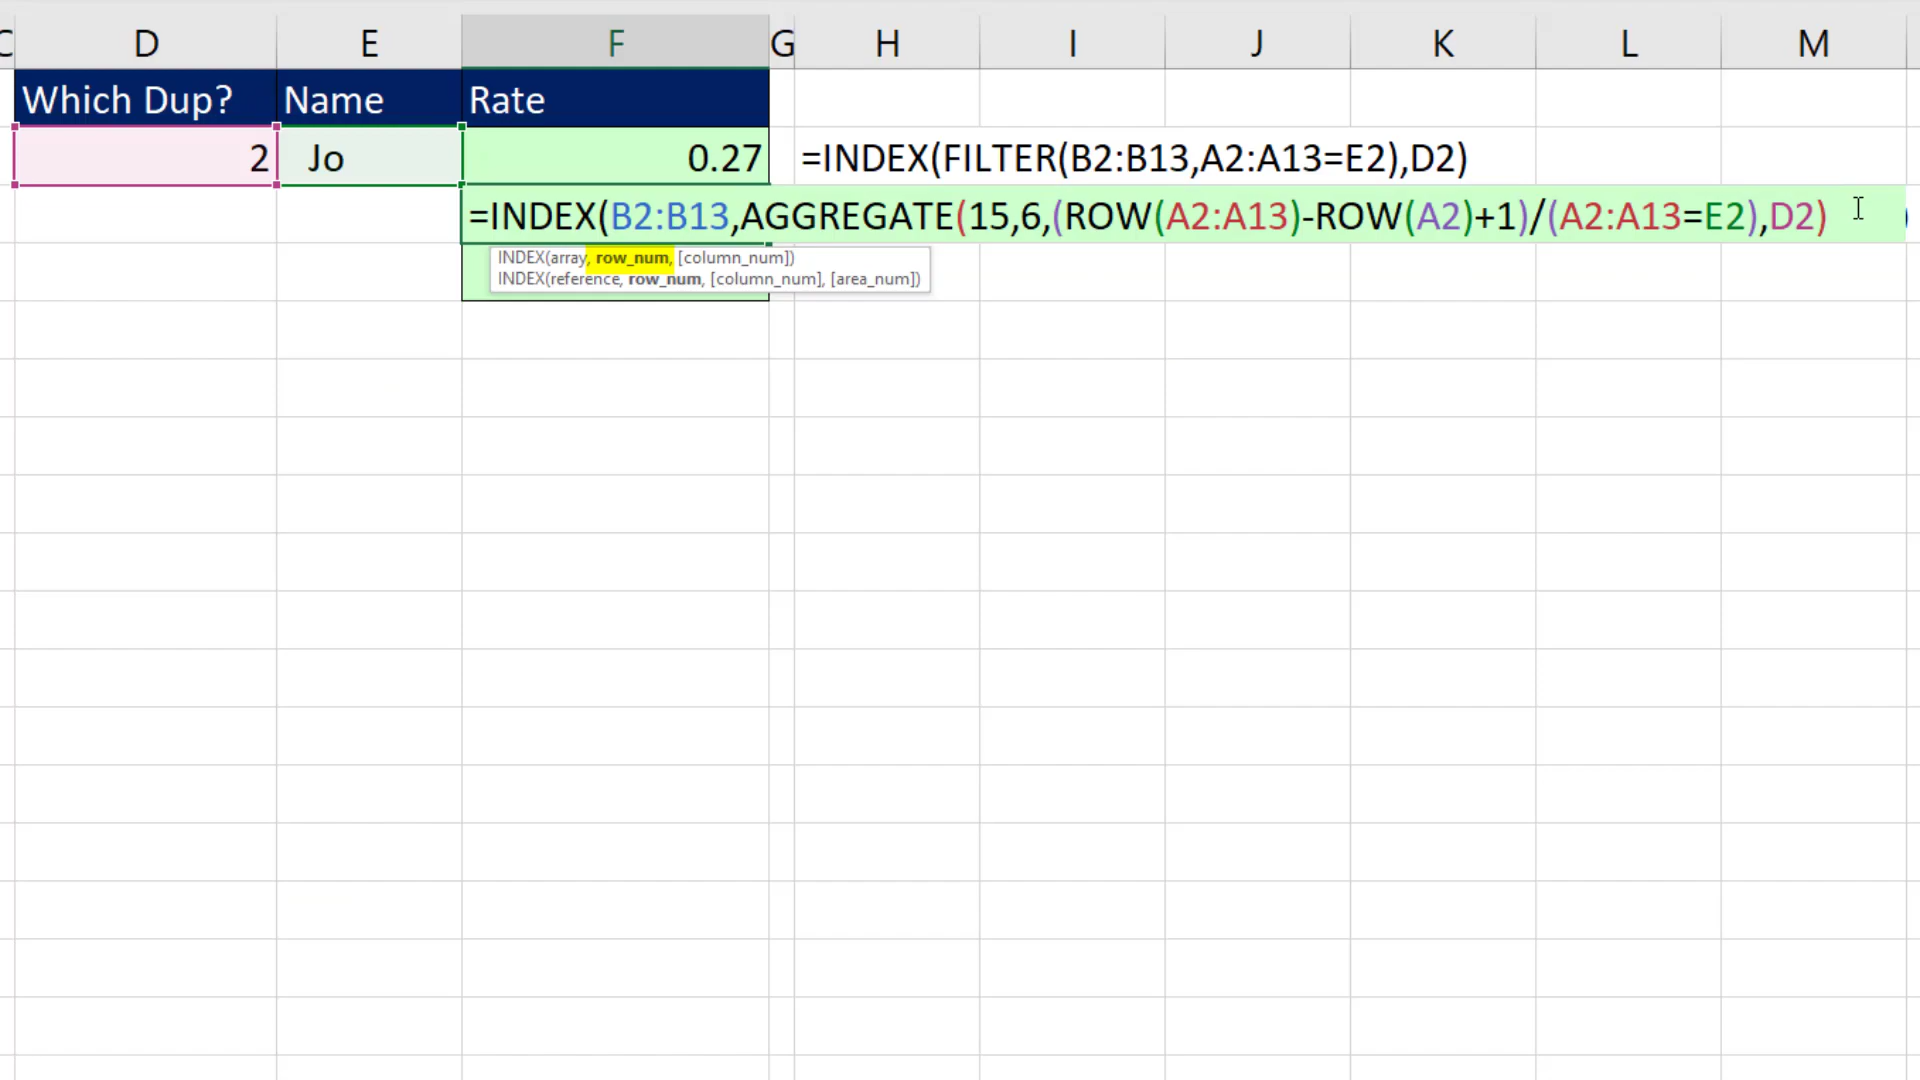 C D E F G H I J K L M
Which Dup? Name Rate
2 Jo 0.27 =INDEX(FILTER(B2:B13,A2:A13=E2),D2)
=INDEX(B2:B13,AGGREGATE(15,6,(ROW(A2:A13)-ROW(A2)+1)/(A2:A13=E2),D2)
INDEX(array, row_num, [column_num])
INDEX(reference, row_num, [column_num], [area_num])